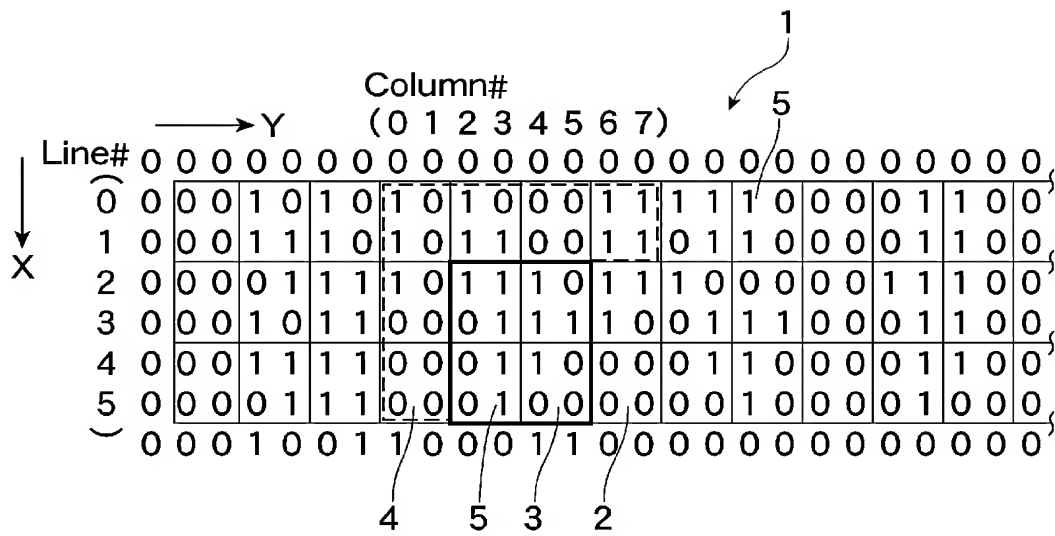 1
Column#
5
Y
(0 1 2 3 4 5 6 7)
Line# 0 0 0 0 0 0 0 0 0 0 0 0 0 0 0 0 0 0 0 0 0 0 0 0 0 0
(0 0 0 0 1 0 1 0 1 0 1 0 0 0 1 1 1 1 1 0 0 0 0 1 1 0 0
1 0 0 0 1 1 1 0 1 0 1 1 0 0 1 1 0 1 1 0 0 0 0 1 1 0 0
X
2 0 0 0 0 1 1 1 1 0 1 1 1 0 1 1 1 0 0 0 0 0 1 1 1 0 0
3 0 0 0 1 0 1 1 0 0 0 1 1 1 1 0 0 1 1 1 0 0 0 1 1 0 0
4 0 0 0 1 1 1 1 0 0 0 1 1 0 0 0 0 1 1 0 0 0 0 1 1 0 0
5) 0 0 0 0 1 1 1 0 0 0 1 0 0 0 0 0 0 1 0 0 0 0 1 0 0 0
0 0 0 1 0 0 1 1 0 0 0 1 1 0 0 0 0 0 0 0 0 0 0 0 0 0
4 5 3 2